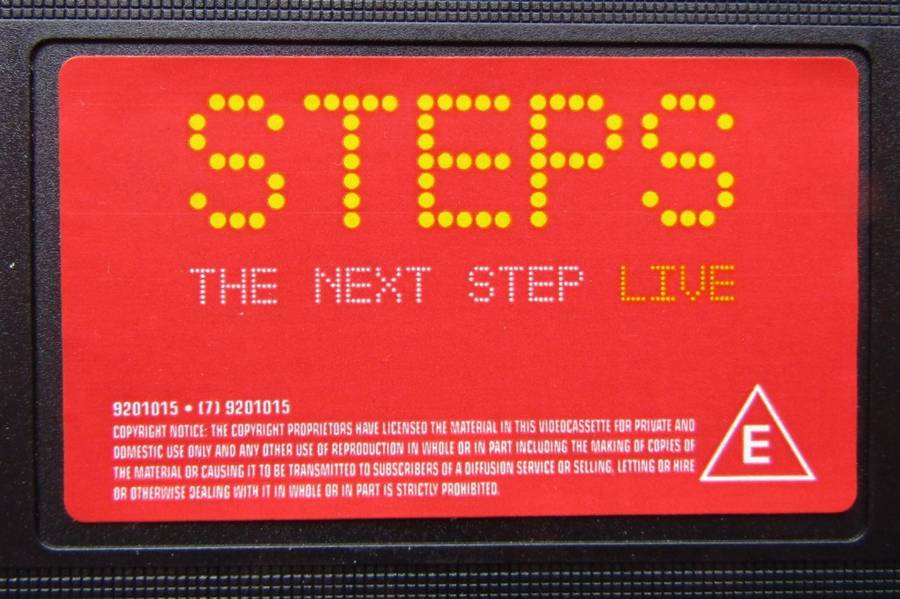 STEPS
THE NEXT STEP LIVE
9201015 • (7) 9201015
COPYRIGHT NOTICE: THE COPYRIGHT PROPRIETORS HAVE LICENSED THE MATERIAL IN THIS VIDEOCASSETTE FOR PRIVATE AND
DOMESTIC USE ONLY AND ANY OTHER USE OF REPRODUCTION IN WHOLE OR IN PART INCLUDING THE MAKING OF COPIES OF
THE MATERIAL OR CAUSING IT TO BE TRANSMITTED TO SUBSCRIBERS OF A DIFFUSION SERVICE OR SELLING, LETTING OR HIRE
OR OTHERWISE DEALING WITH IT IN WHOLE OR IN PART IS STRICTLY PROHIBITED.
E